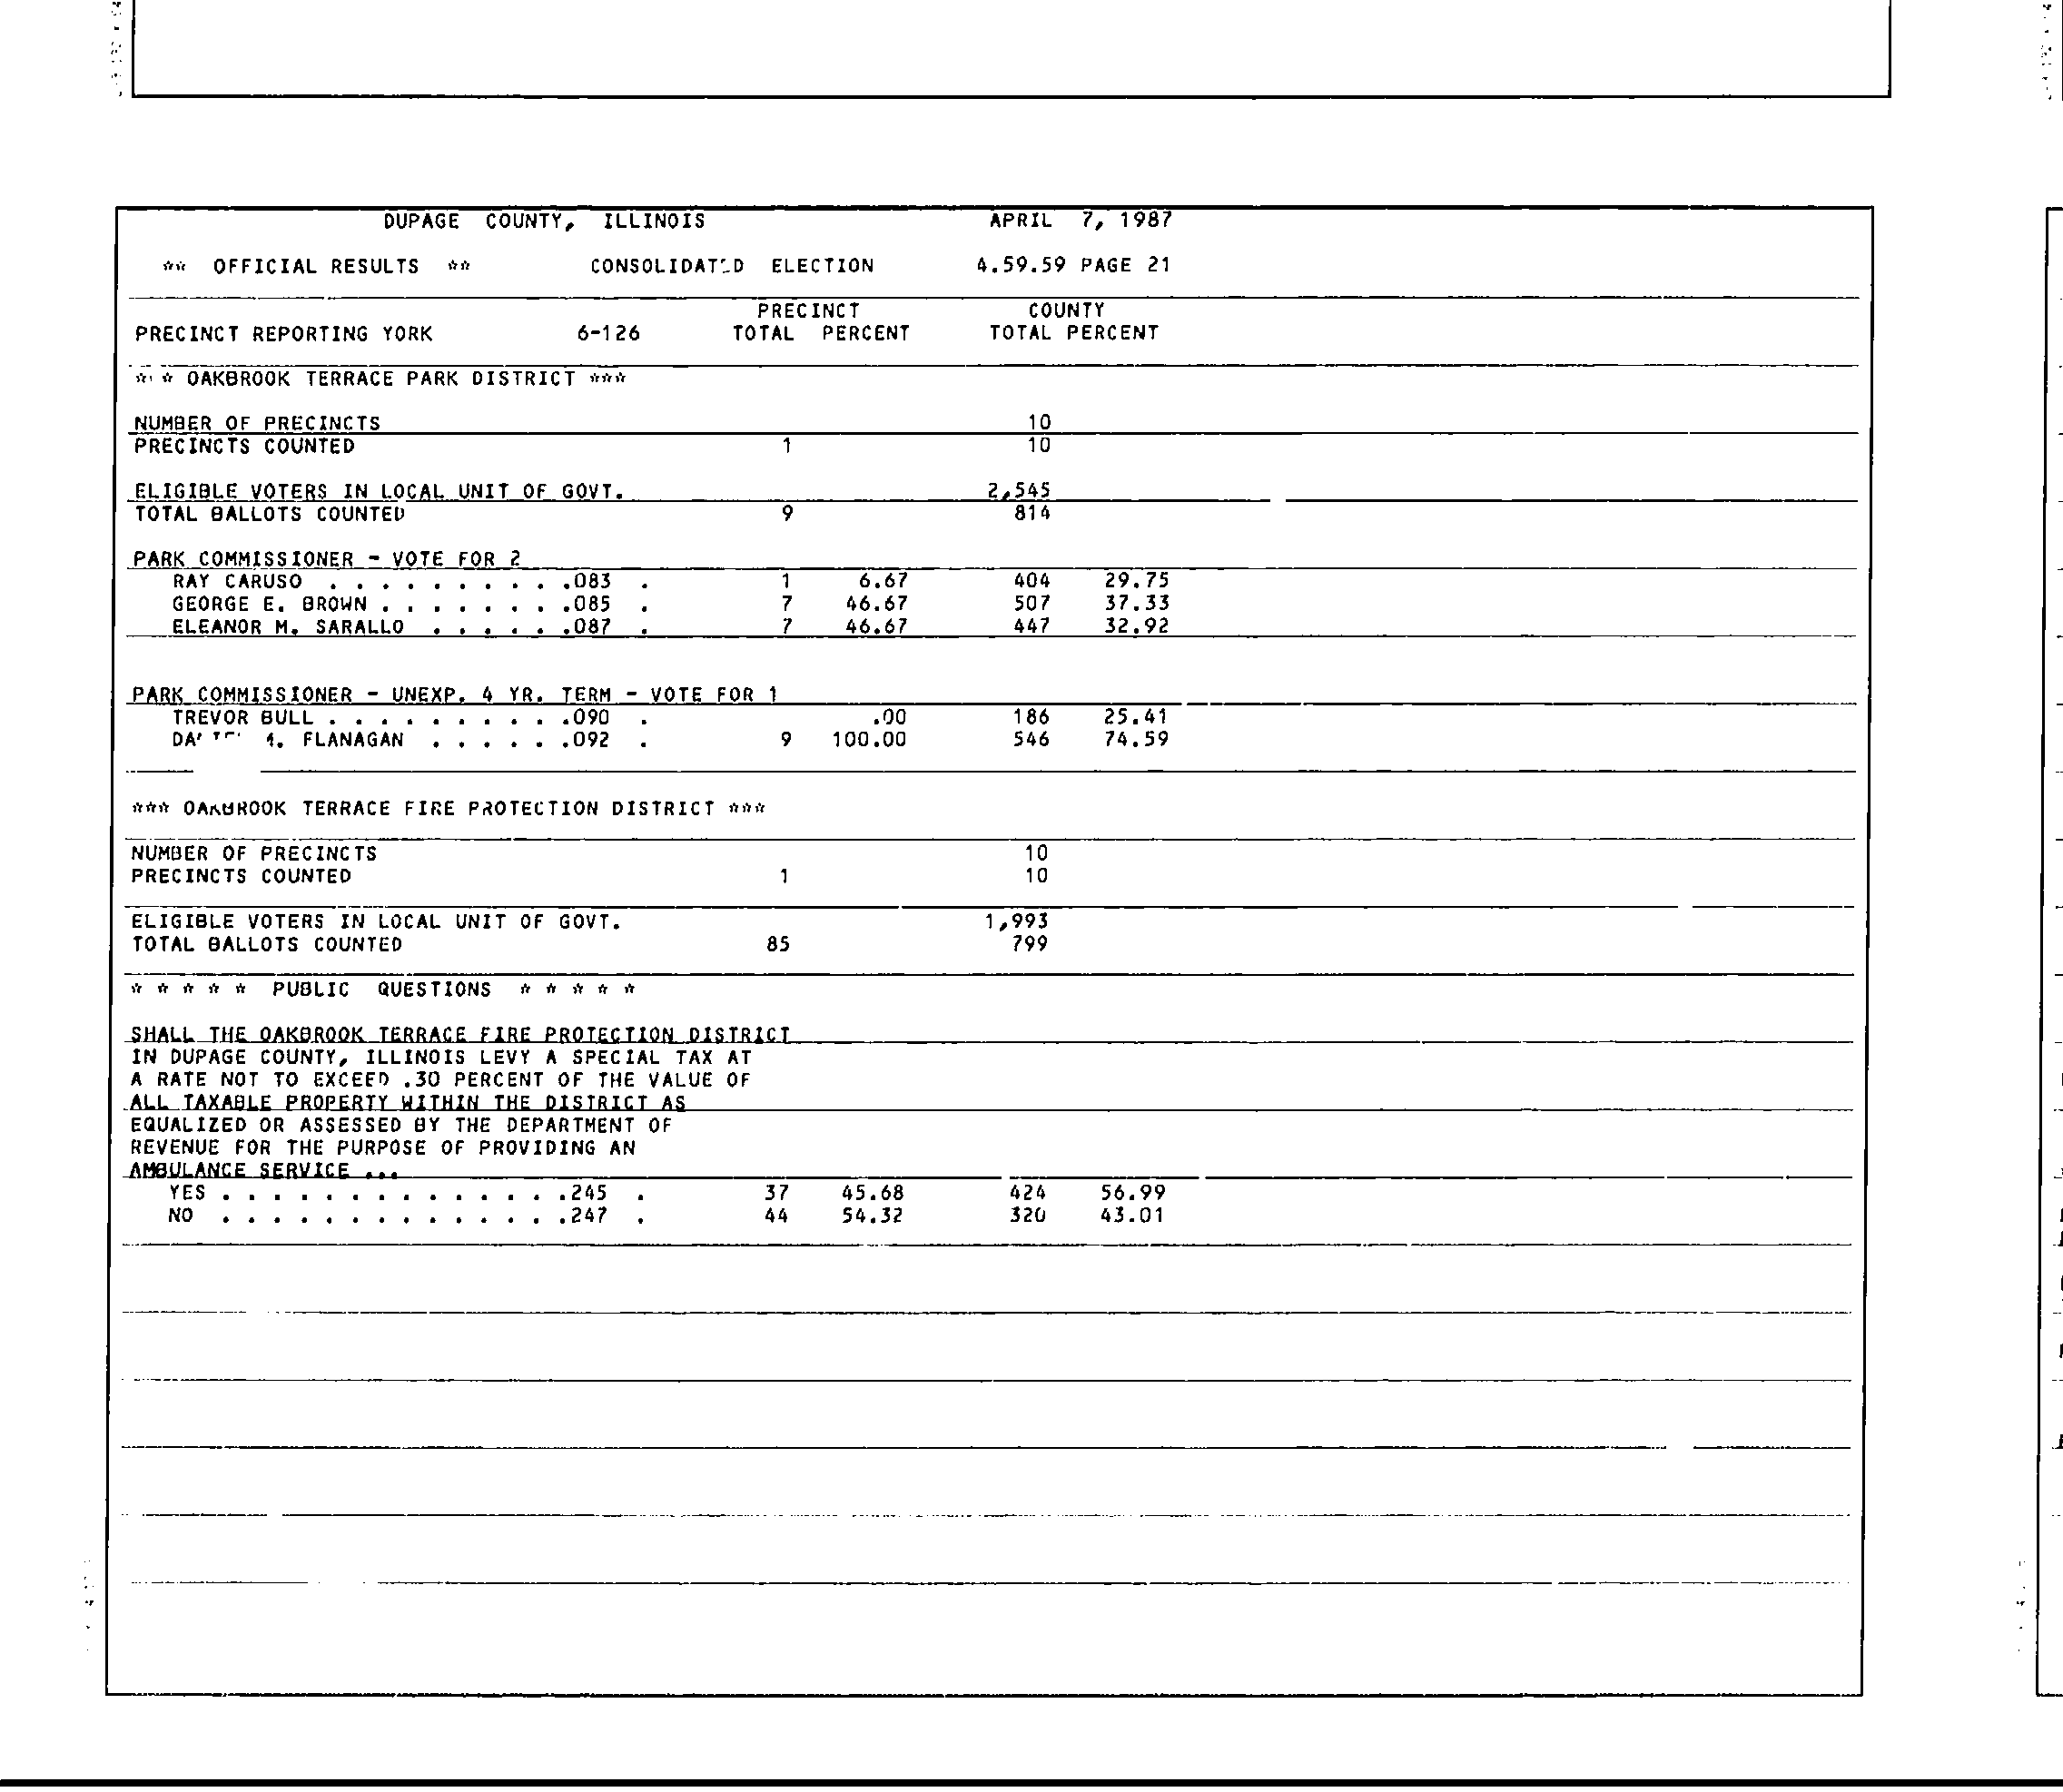 DUPAGE COUNTY, ILLINOIS APRIL 7, 1987
** OFFICIAL RESULTS ** CONSOLIDATED ELECTION 4.59.59 PAGE 21
PRECINCT COUNTY
PRECINCT REPORTING YORK 6-126 TOTAL PERCENT TOTAL PERCENT
*** OAKBROOK TERRACE PARK DISTRICT ***
NUMBER OF PRECINCTS 10
PRECINCTS COUNTED 1 10
ELIGIBLE VOTERS IN LOCAL UNIT OF GOVT. 2,545
TOTAL BALLOTS COUNTED 9 814
PARK COMMISSIONER - VOTE FOR 2
RAY CARUSO . . . . . . . . . .083 . 1 6.67 404 29.75
GEORGE E. BROWN . . . . . . . .085 . 7 46.67 507 37.33
ELEANOR M. SARALLO . . . . . .087 . 7 46.67 447 32.92
PARK COMMISSIONER - UNEXP. 4 YR. TERM - VOTE FOR 1
TREVOR BULL . . . . . . . . . .090 . .00 186 25.41
FLANAGAN . . . . . .092 . 9 100.00 546 74.59
*** OAKBROOK TERRACE FIRE PROTECTION DISTRICT ***
NUMBER OF PRECINCTS 10
PRECINCTS COUNTED 1 10
ELIGIBLE VOTERS IN LOCAL UNIT OF GOVT. 1,993
TOTAL BALLOTS COUNTED 85 799
* * * * * PUBLIC QUESTIONS * * * * *
SHALL THE OAKBROOK TERRACE FIRE PROTECTION DISTRICT
IN DUPAGE COUNTY, ILLINOIS LEVY A SPECIAL TAX AT
A RATE NOT TO EXCEED .30 PERCENT OF THE VALUE OF
ALL TAXABLE PROPERTY WITHIN THE DISTRICT AS
EQUALIZED OR ASSESSED BY THE DEPARTMENT OF
REVENUE FOR THE PURPOSE OF PROVIDING AN
AMBULANCE SERVICE ...
YES . . . . . . . . . . . . . .245 . 37 45.68 424 56.99
NO . . . . . . . . . . . . . .247 . 44 54.32 320 43.01